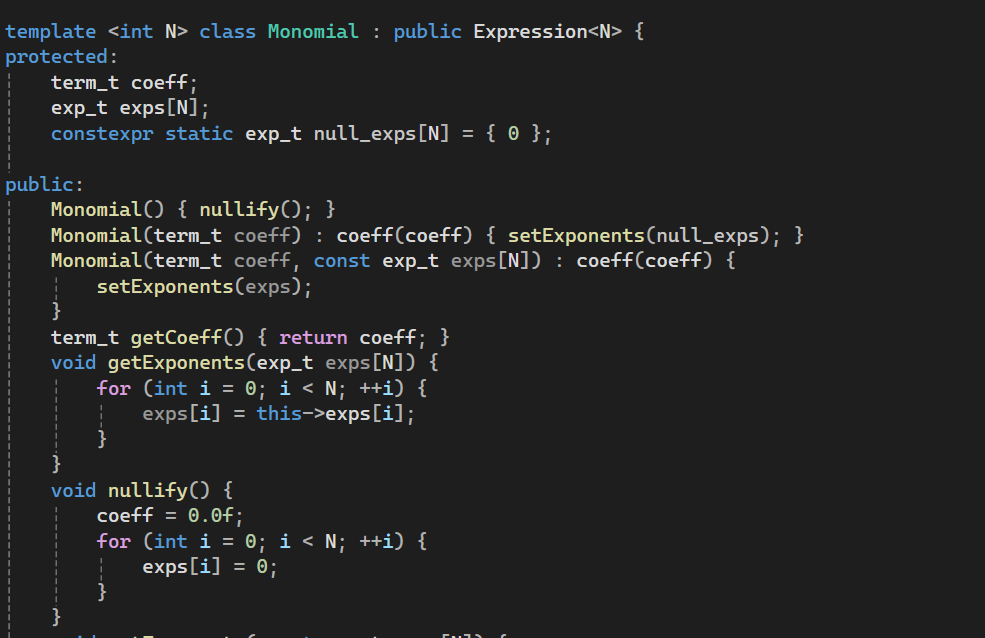 template <int N> class Monomial : public Expression<N> {
protected:
    term_t coeff;
    exp_t exps[N];
    constexpr static exp_t null_exps[N] = { 0 };
public:
    Monomial() { nullify(); }
    Monomial(term_t coeff) : coeff(coeff) { setExponents(null_exps); }
    Monomial(term_t coeff, const exp_t exps[N]) : coeff(coeff) {
        setExponents(exps);
    }
    term_t getCoeff() { return coeff; }
    void getExponents(exp_t exps[N]) {
        for (int i = 0; i < N; ++i) {
            exps[i] = this->exps[i];
        }
    }
    void nullify() {
        coeff = 0.0f;
        for (int i = 0; i < N; ++i) {
            exps[i] = 0;
        }
    }